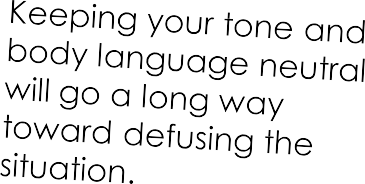 Keeping your tone and
body language neutral
will go a long way
toward defusing the
situation.